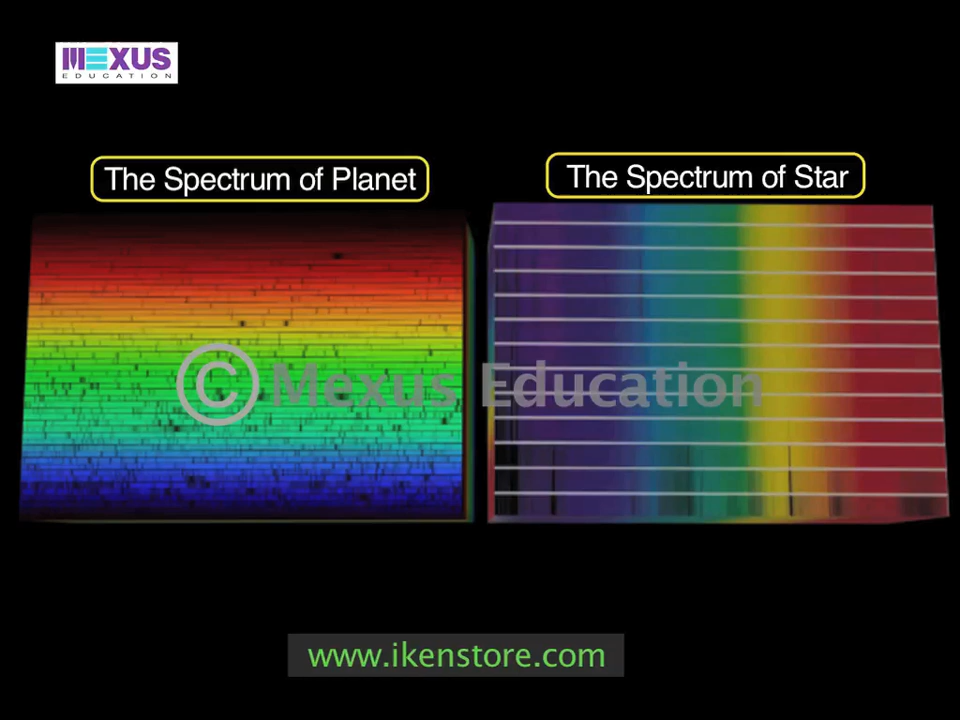 MEXUS
EDUCATION
The Spectrum of Planet
The Spectrum of Star
© Mexus Education
www.ikenstore.com